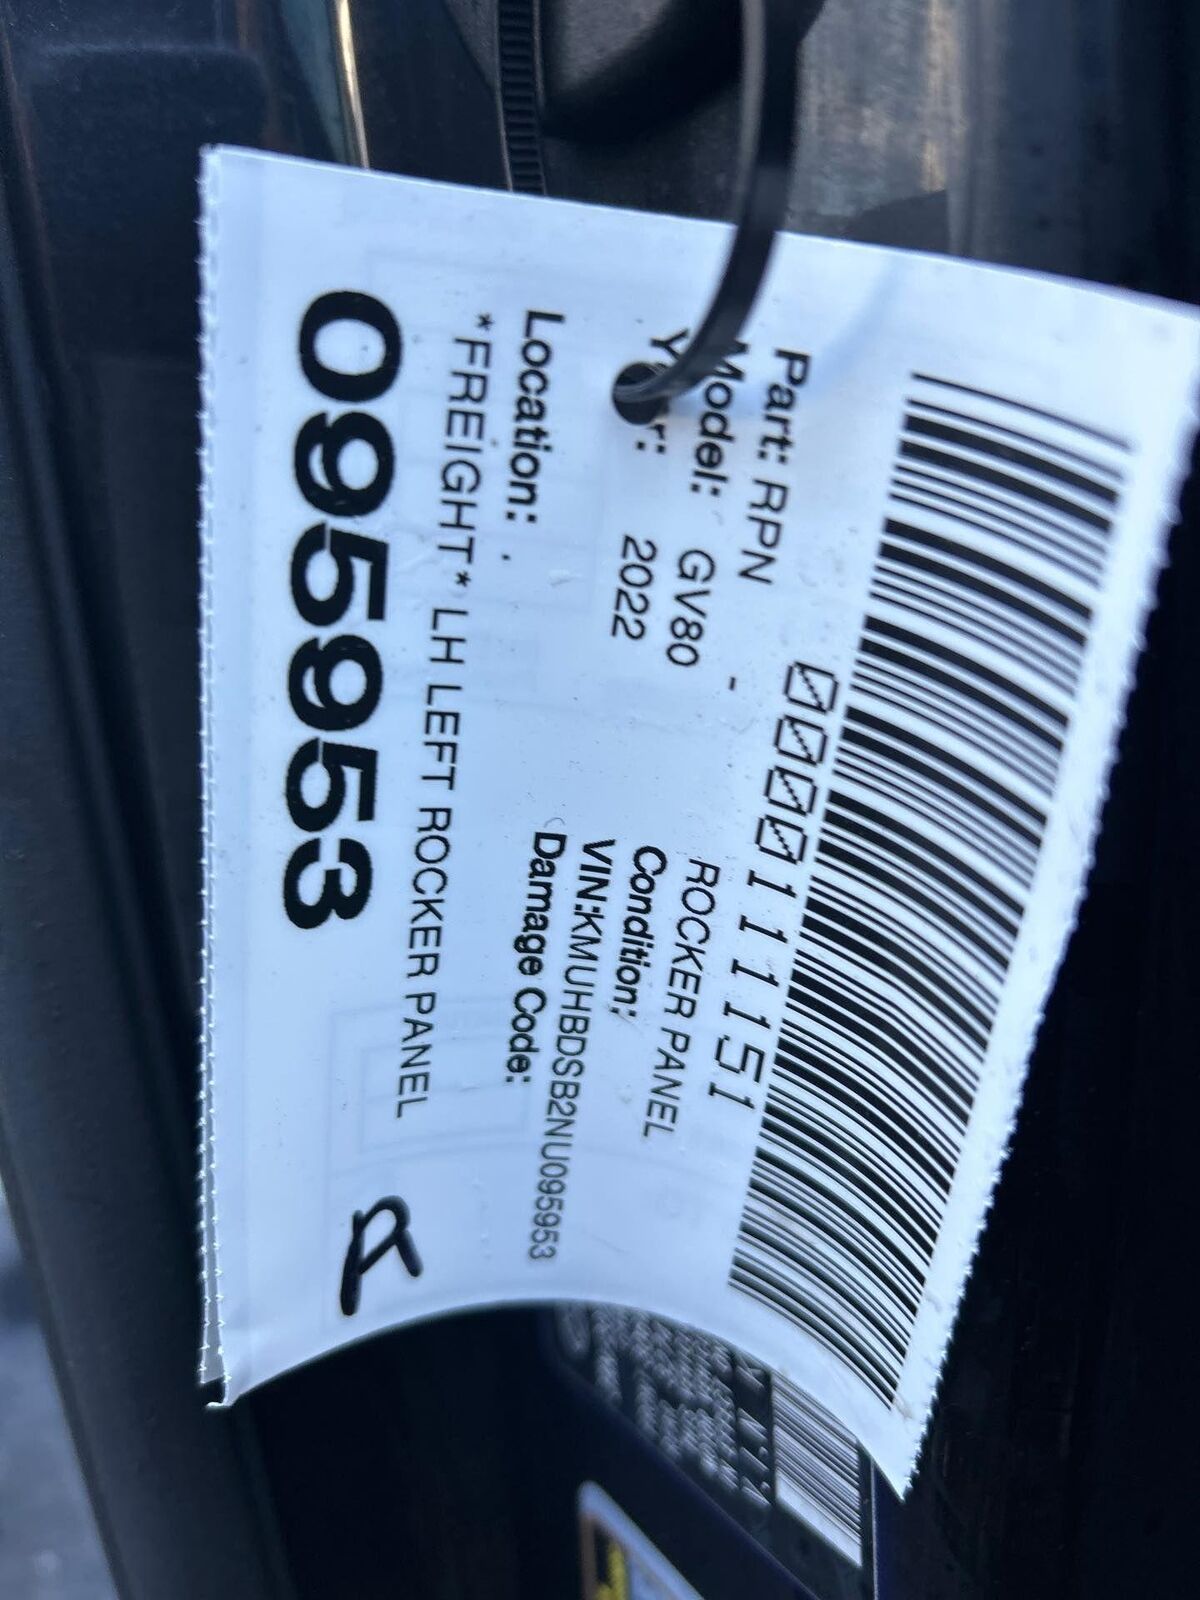 0000111151
Part: RPN - ROCKER PANEL
Model: GV80 Condition:
2022 VIN:KMUHBDSB2NU095953
Damage Code:
Location: .
*FREIGHT* LH LEFT ROCKER PANEL
095953
R